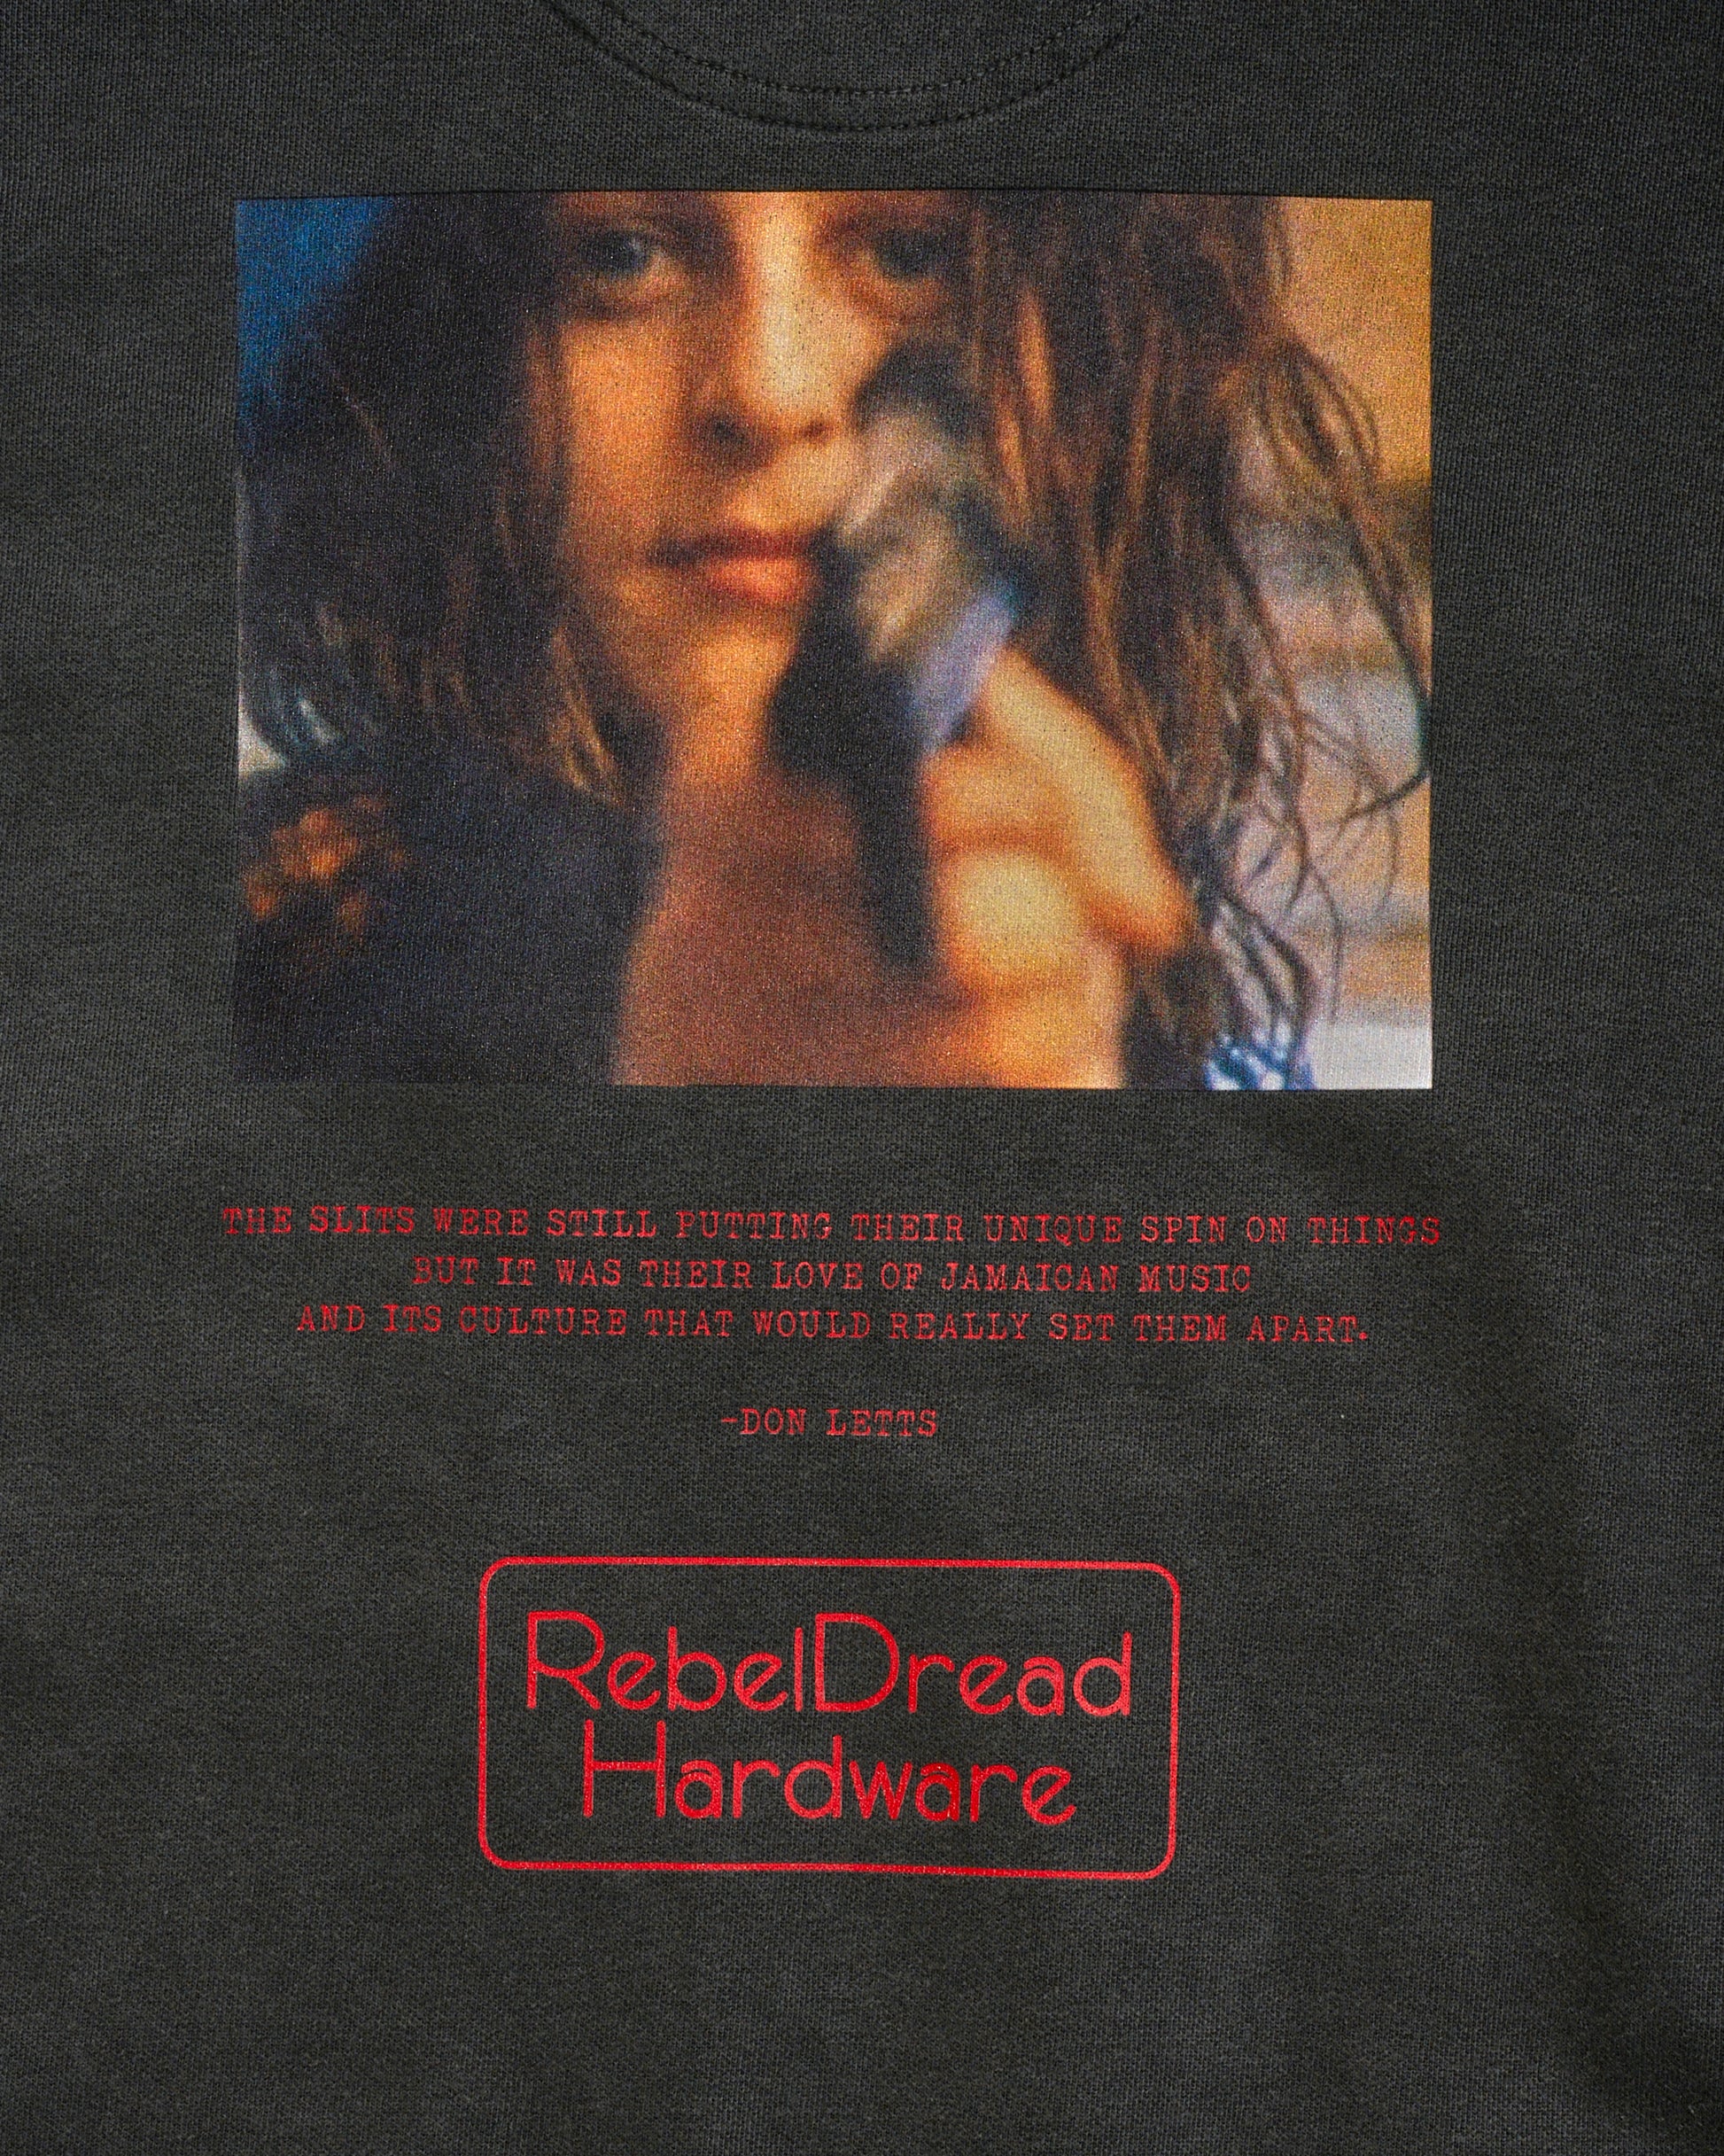 THE SLITS WERE STILL PUTTING THEIR UNIQUE SPIN ON THINGS
BUT IT WAS THEIR LOVE OF JAMAICAN MUSIC
AND ITS CULTURE THAT WOULD REALLY SET THEM APART.
-DON LETTS
RebelDread
Hardware